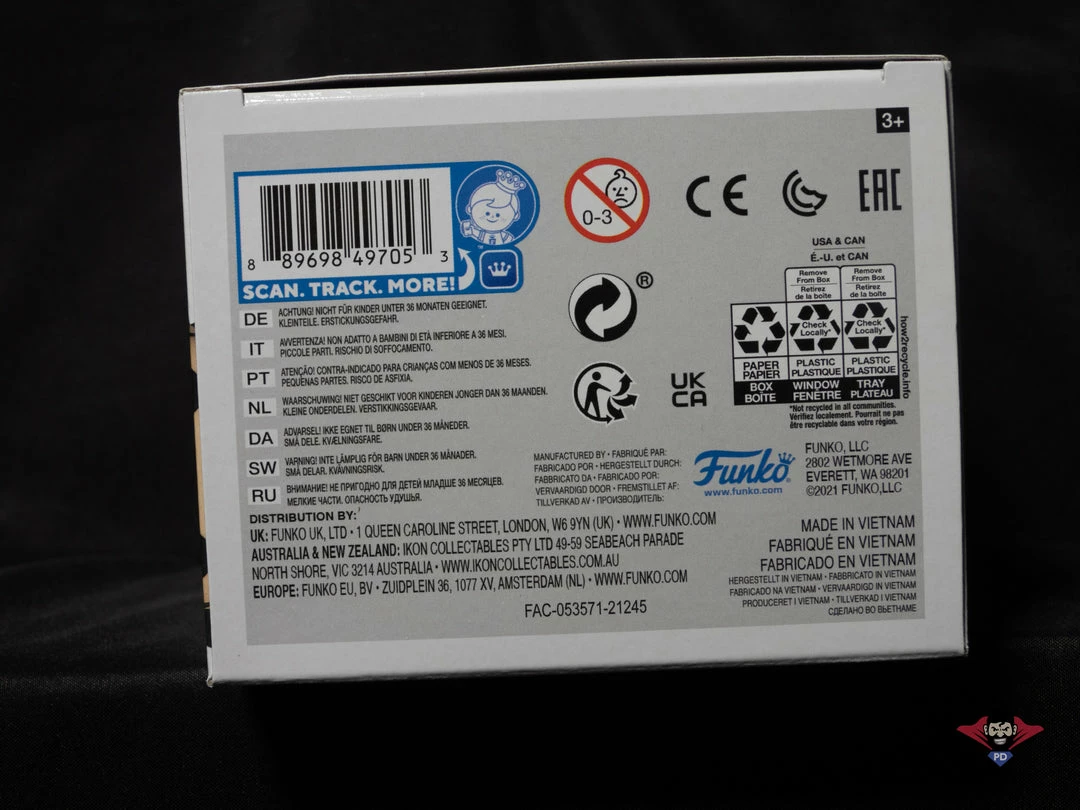 3+
8 89698 49705 3
SCAN. TRACK. MORE!
™
0-3
CE
EAC
®
UK
CA
USA & CAN
É.-U. et CAN
Remove
From Box
Retirez
de la boîte
Remove
From Box
Retirez
de la boîte
Check
Locally*
Check
Locally*
PAPER
PAPIER
PLASTIC
PLASTIQUE
PLASTIC
PLASTIQUE
BOX
BOÎTE
WINDOW
FENÊTRE
TRAY
PLATEAU
how2recycle.info
*Not recycled in all communities.
Vérifiez localement. Pourrait ne pas
être recyclable dans votre région.
DE
ACHTUNG! NICHT FÜR KINDER UNTER 36 MONATEN GEEIGNET.
KLEINTEILE. ERSTICKUNGSGEFAHR.
IT
AVVERTENZA! NON ADATTO A BAMBINI DI ETÀ INFERIORE A 36 MESI.
PICCOLE PARTI. RISCHIO DI SOFFOCAMENTO.
PT
ATENÇÃO! CONTRA-INDICADO PARA CRIANÇAS COM MENOS DE 36 MESES.
PEQUENAS PARTES. RISCO DE ASFIXIA.
NL
WAARSCHUWING! NIET GESCHIKT VOOR KINDEREN JONGER DAN 36 MAANDEN.
KLEINE ONDERDELEN. VERSTIKKINGSGEVAAR.
DA
ADVARSEL! IKKE EGNET TIL BØRN UNDER 36 MÅNEDER.
SMÅ DELE. KVÆLNINGSFARE.
SW
VARNING! INTE LÄMPLIG FÖR BARN UNDER 36 MÅNADER.
SMÅ DELAR. KVÄVNINGSRISK.
RU
ВНИМАНИЕ! НЕ ПРИГОДНО ДЛЯ ДЕТЕЙ МЛАДШЕ 36 МЕСЯЦЕВ.
МЕЛКИЕ ЧАСТИ. ОПАСНОСТЬ УДУШЬЯ.
MANUFACTURED BY • FABRIQUÉ PAR:
FABRICADO POR • HERGESTELLT DURCH:
FABBRICATO DA • FABRICADO POR:
VERVAARDIGD DOOR • FREMSTILLET AF:
TILLVERKAD AV • ПРОИЗВОДИТЕЛЬ:
Funko
www.funko.com
FUNKO, LLC
2802 WETMORE AVE
EVERETT, WA 98201
©2021 FUNKO,LLC
DISTRIBUTION BY:
UK: FUNKO UK, LTD • 1 QUEEN CAROLINE STREET, LONDON, W6 9YN (UK) • WWW.FUNKO.COM
AUSTRALIA & NEW ZEALAND: IKON COLLECTABLES PTY LTD 49-59 SEABEACH PARADE
NORTH SHORE, VIC 3214 AUSTRALIA • WWW.IKONCOLLECTABLES.COM.AU
EUROPE: FUNKO EU, BV • ZUIDPLEIN 36, 1077 XV, AMSTERDAM (NL) • WWW.FUNKO.COM
FAC-053571-21245
MADE IN VIETNAM
FABRIQUÉ EN VIETNAM
FABRICADO EN VIETNAM
HERGESTELLT IN VIETNAM • FABBRICATO IN VIETNAM
FABRICADO NA VIETNAM • VERVAARDIGD IN VIETNAM
PRODUCERET I VIETNAM • TILLVERKAD I VIETNAM
СДЕЛАНО ВО ВЬЕТНАМЕ
PD